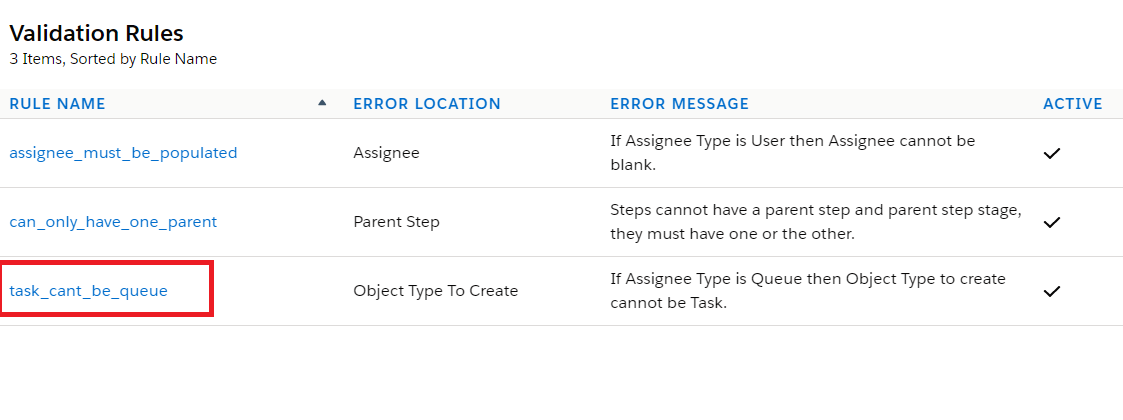 Validation Rules
3 Items, Sorted by Rule Name
RULE NAME ERROR LOCATION ERROR MESSAGE ACTIVE
assignee_must_be_populated Assignee If Assignee Type is User then Assignee cannot be
blank.
can_only_have_one_parent Parent Step Steps cannot have a parent step and parent step stage,
they must have one or the other.
task_cant_be_queue Object Type To Create If Assignee Type is Queue then Object Type to create
cannot be Task.